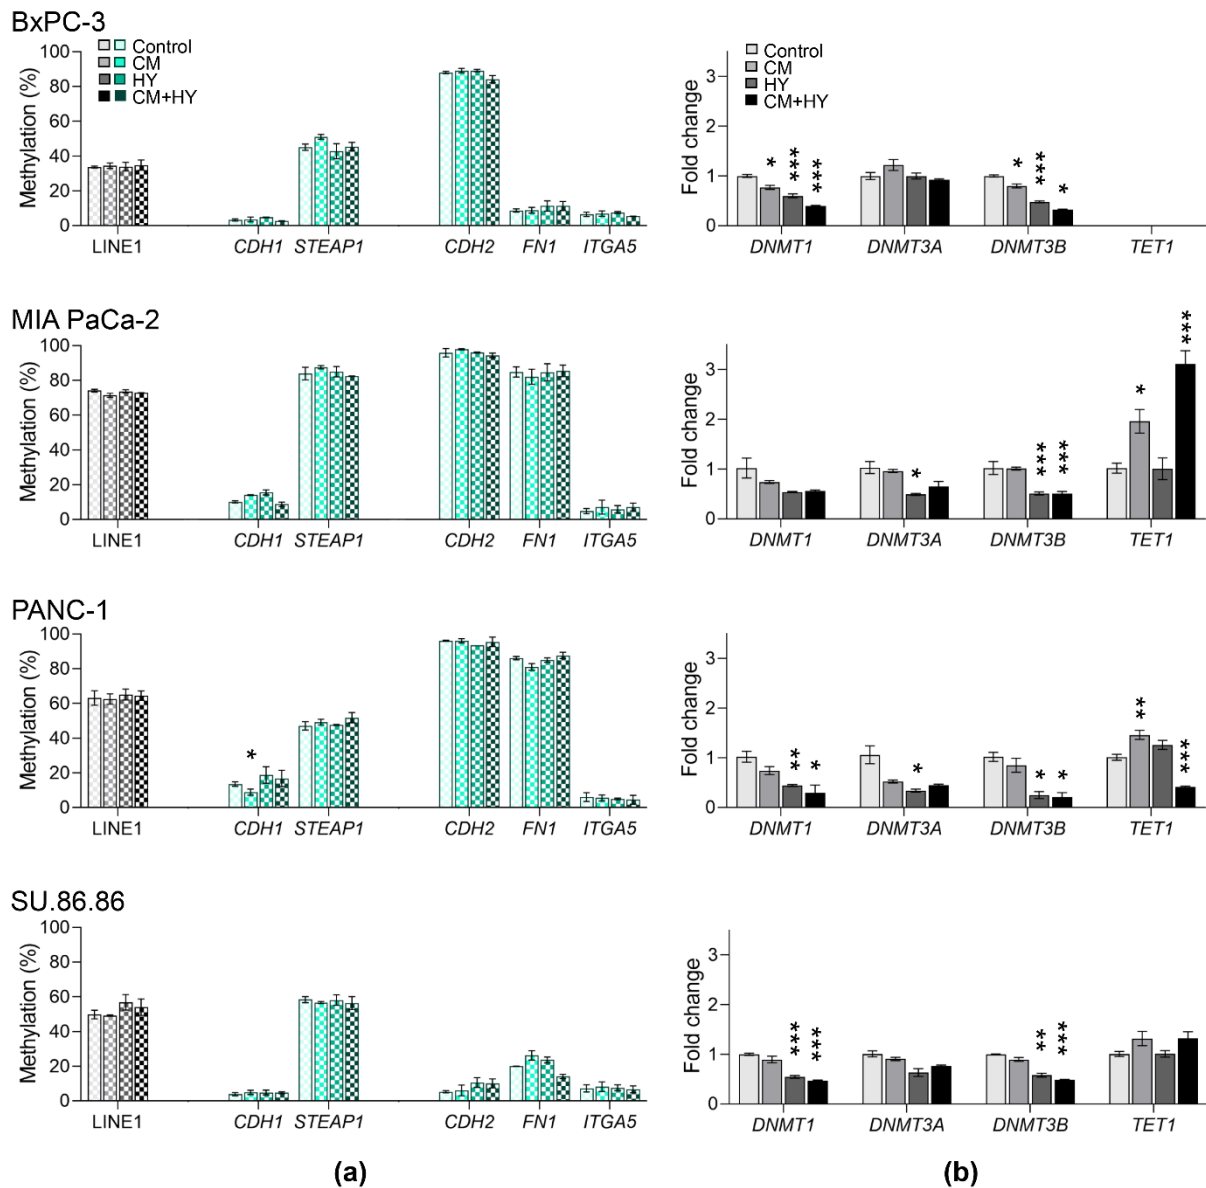 BxPC-3
Methylation (%)
100
80
60
40
20
0
Control
CM
HY
CM+HY
LINE1 CDH1 STEAP1 CDH2 FN1 ITGA5
Fold change
3
2
1
0
Control
CM
HY
CM+HY
* *** ***
* *** *
DNMT1 DNMT3A DNMT3B TET1
MIA PaCa-2
Methylation (%)
100
80
60
40
20
0
LINE1 CDH1 STEAP1 CDH2 FN1 ITGA5
Fold change
3
2
1
0
*
*** ***
* ***
DNMT1 DNMT3A DNMT3B TET1
PANC-1
Methylation (%)
100
80
60
40
20
0
*
LINE1 CDH1 STEAP1 CDH2 FN1 ITGA5
Fold change
3
2
1
0
** *
*
* *
** ***
DNMT1 DNMT3A DNMT3B TET1
SU.86.86
Methylation (%)
100
80
60
40
20
0
LINE1 CDH1 STEAP1 CDH2 FN1 ITGA5
Fold change
3
2
1
0
*** ***
** ***
DNMT1 DNMT3A DNMT3B TET1
(a)
(b)